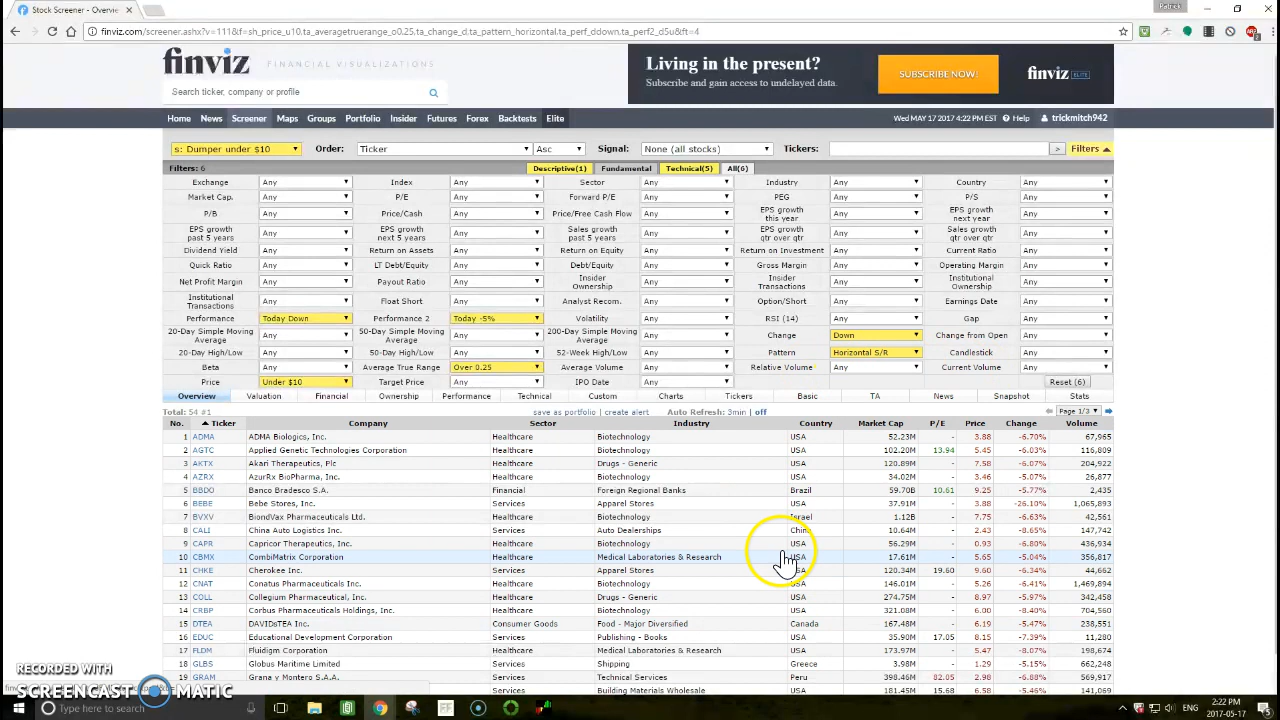 Stock Screener - Overvie
Patrick
finviz.com/screener.ashx?v=111&f=sh_price_u10,ta_averagetruerange_o0.25,ta_change_d,ta_pattern_horizontal,ta_perf_ddown,ta_perf2_d5u&ft=4
finviz FINANCIAL VISUALIZATIONS
Search ticker, company or profile
Living in the present?
Subscribe and gain access to undelayed data.
SUBSCRIBE NOW!
finviz ELITE
Home News Screener Maps Groups Portfolio Insider Futures Forex Backtests Elite Wed MAY 17 2017 4:22 PM ET Help trickmitch942
s: Dumper under $10 Order: Ticker Asc Signal: None (all stocks) Tickers: > Filters
Filters: 6 Descriptive(1) Fundamental Technical(5) All(6)
Exchange Any Index Any Sector Any Industry Any Country Any
Market Cap. Any P/E Any Forward P/E Any PEG Any P/S Any
P/B Any Price/Cash Any Price/Free Cash Flow Any EPS growth this year Any EPS growth next year Any
EPS growth past 5 years Any EPS growth next 5 years Any Sales growth past 5 years Any EPS growth qtr over qtr Any Sales growth qtr over qtr Any
Dividend Yield Any Return on Assets Any Return on Equity Any Return on Investment Any Current Ratio Any
Quick Ratio Any LT Debt/Equity Any Debt/Equity Any Gross Margin Any Operating Margin Any
Net Profit Margin Any Payout Ratio Any Insider Ownership Any Insider Transactions Any Institutional Ownership Any
Institutional Transactions Any Float Short Any Analyst Recom. Any Option/Short Any Earnings Date Any
Performance Today Down Performance 2 Today -5% Volatility Any RSI (14) Any Gap Any
20-Day Simple Moving Average Any 50-Day Simple Moving Average Any 200-Day Simple Moving Average Any Change Down Change from Open Any
20-Day High/Low Any 50-Day High/Low Any 52-Week High/Low Any Pattern Horizontal S/R Candlestick Any
Beta Any Average True Range Over 0.25 Average Volume Any Relative Volume Any Current Volume Any
Price Under $10 Target Price Any IPO Date Any Reset (6)
Overview Valuation Financial Ownership Performance Technical Custom Charts Tickers Basic TA News Snapshot Stats
Total: 54 #1 save as portfolio | create alert Auto Refresh: 3min | off Page 1/3
No. Ticker Company Sector Industry Country Market Cap P/E Price Change Volume
1 ADMA ADMA Biologics, Inc. Healthcare Biotechnology USA 52.23M - 3.88 -6.70% 67,965
2 AGTC Applied Genetic Technologies Corporation Healthcare Biotechnology USA 102.20M 13.94 5.45 -6.03% 116,809
3 AKTX Akari Therapeutics, Plc Healthcare Drugs - Generic USA 120.89M - 7.58 -6.07% 204,922
4 AZRX AzurRx BioPharma, Inc. Healthcare Biotechnology USA 34.02M - 3.46 -5.07% 26,877
5 BBDO Banco Bradesco S.A. Financial Foreign Regional Banks Brazil 59.70B 10.61 9.25 -5.77% 2,435
6 BEBE Bebe Stores, Inc. Services Apparel Stores USA 37.91M - 3.88 -26.10% 1,065,893
7 BVXV BiondVax Pharmaceuticals Ltd. Healthcare Biotechnology Israel 1.12B - 7.75 -6.63% 42,561
8 CALI China Auto Logistics Inc. Services Auto Dealerships China 10.64M - 2.45 -8.65% 147,742
9 CAPR Capricor Therapeutics, Inc. Healthcare Biotechnology USA 56.29M - 0.93 -6.80% 436,934
10 CBMX CombiMatrix Corporation Healthcare Medical Laboratories & Research USA 17.61M - 5.65 -5.04% 356,817
11 CHKE Cherokee Inc. Services Apparel Stores USA 120.34M 19.60 9.60 -6.34% 44,662
12 CNAT Conatus Pharmaceuticals Inc. Healthcare Biotechnology USA 146.01M - 5.26 -6.41% 1,469,894
13 COLL Collegium Pharmaceutical, Inc. Healthcare Drugs - Generic USA 274.75M - 8.97 -5.97% 342,458
14 CRBP Corbus Pharmaceuticals Holdings, Inc. Healthcare Biotechnology USA 321.08M - 6.00 -8.40% 704,560
15 DTEA DAVIDsTEA Inc. Consumer Goods Food - Major Diversified Canada 167.48M - 6.19 -5.47% 238,551
16 EDUC Educational Development Corporation Services Publishing - Books USA 35.90M 17.05 8.15 -7.39% 11,280
17 FLDM Fluidigm Corporation Healthcare Medical Laboratories & Research USA 173.97M - 5.47 -8.07% 198,674
18 GLBS Globus Maritime Limited Services Shipping Greece 3.98M - 1.29 -5.15% 662,248
19 GRAM Grana y Montero S.A.A. Services Technical Services Peru 398.46M 82.05 2.91 -6.88% 569,917
Services Building Materials Wholesale USA 181.45M 15.68 6.58 -5.46% 141,069
RECORDED WITH
SCREENCAST MATIC
Type here to search
2:22 PM
2017-05-17